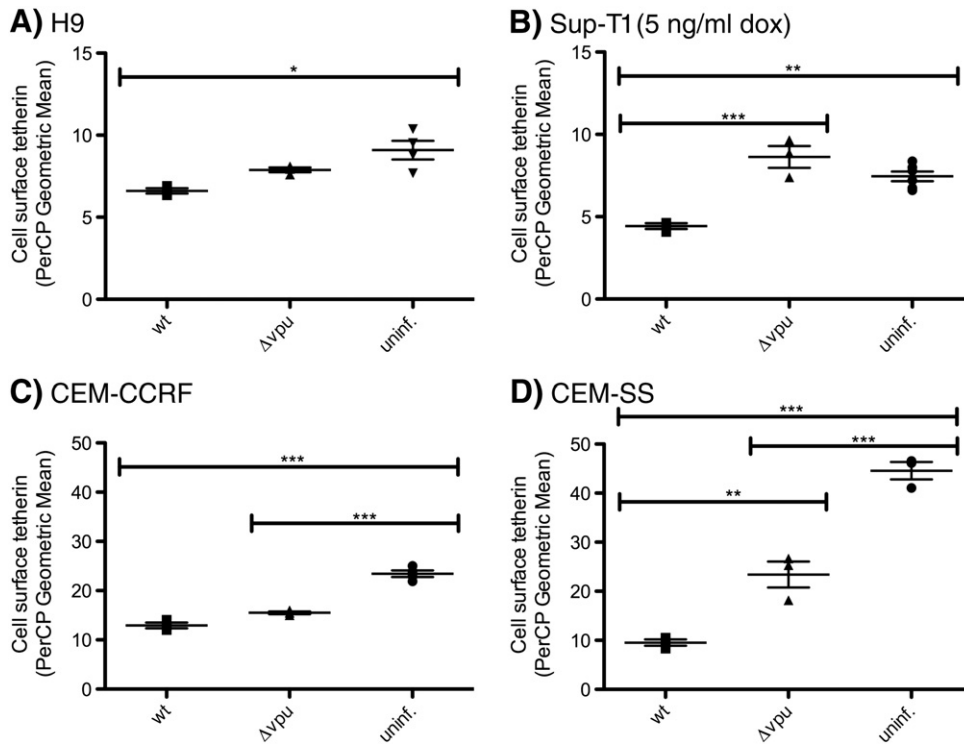 A) H9
Cell surface tetherin
(PerCP Geometric Mean)
15
10
5
0
*
wt
Δvpu
uninf.
B) Sup-T1(5 ng/ml dox)
Cell surface tetherin
(PerCP Geometric Mean)
15
10
5
0
**
***
wt
Δvpu
uninf.
C) CEM-CCRF
Cell surface tetherin
(PerCP Geometric Mean)
50
40
30
20
10
0
***
***
wt
Δvpu
uninf.
D) CEM-SS
Cell surface tetherin
(PerCP Geometric Mean)
50
40
30
20
10
0
***
***
**
wt
Δvpu
uninf.